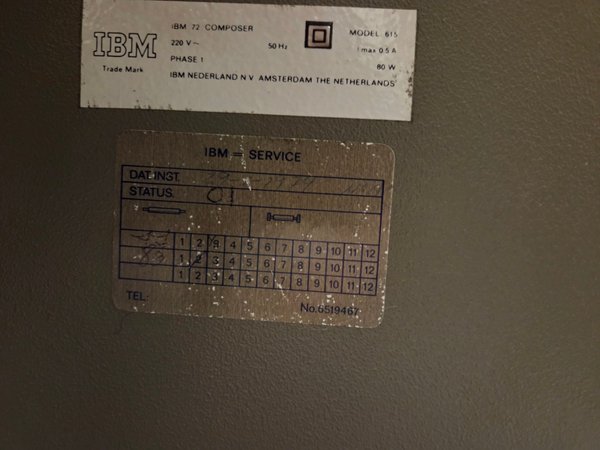 IBM
Trade Mark
IBM 72 COMPOSER
220 V ~ 50 Hz
PHASE 1
IBM NEDERLAND N.V. AMSTERDAM THE NETHERLANDS
MODEL 615
I max 0.5 A
80 W
IBM = SERVICE
DAT.INST.
STATUS. 01
1 2 3 4 5 6 7 8 9 10 11 12
1 2 3 4 5 6 7 8 9 10 11 12
1 2 3 4 5 6 7 8 9 10 11 12
TEL:
No.6519467